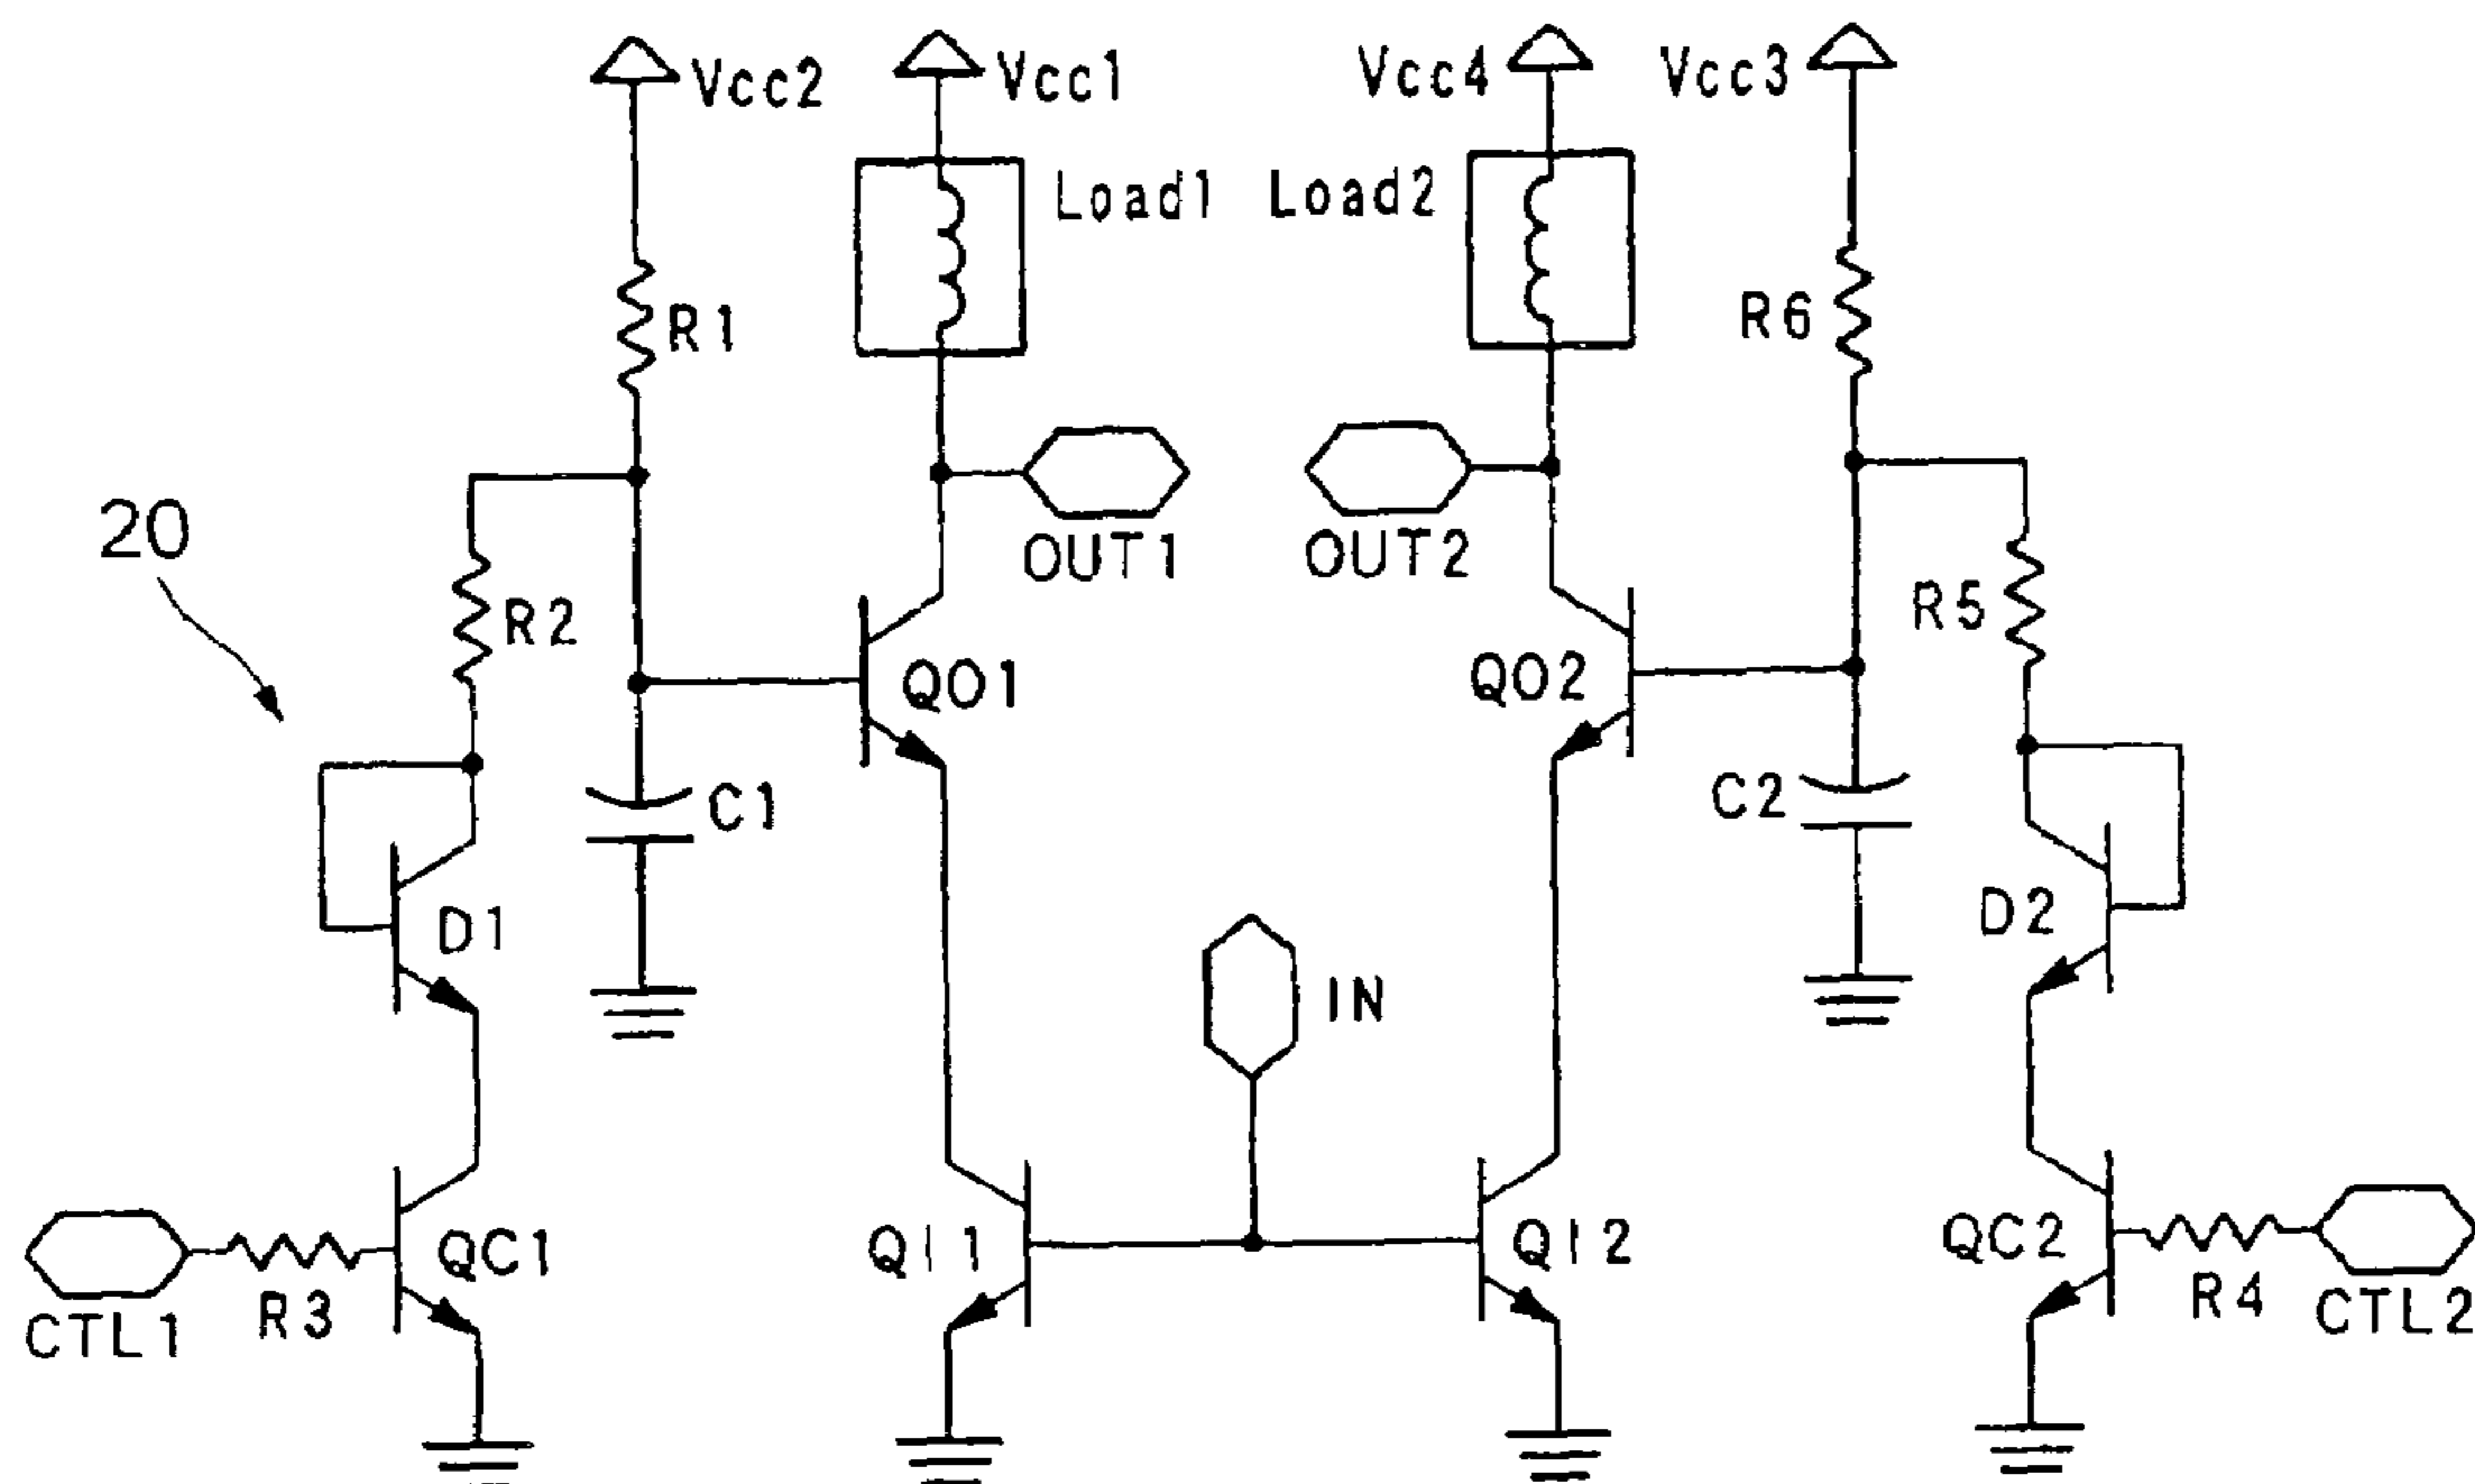 Vcc2
Vcc1
Vcc4
Vcc3
Load1
Load2
R1
R6
20
OUT1
OUT2
R2
R5
QO1
QO2
C1
C2
D1
D2
IN
QC1
QI1
QI2
QC2
R3
R4
CTL1
CTL2